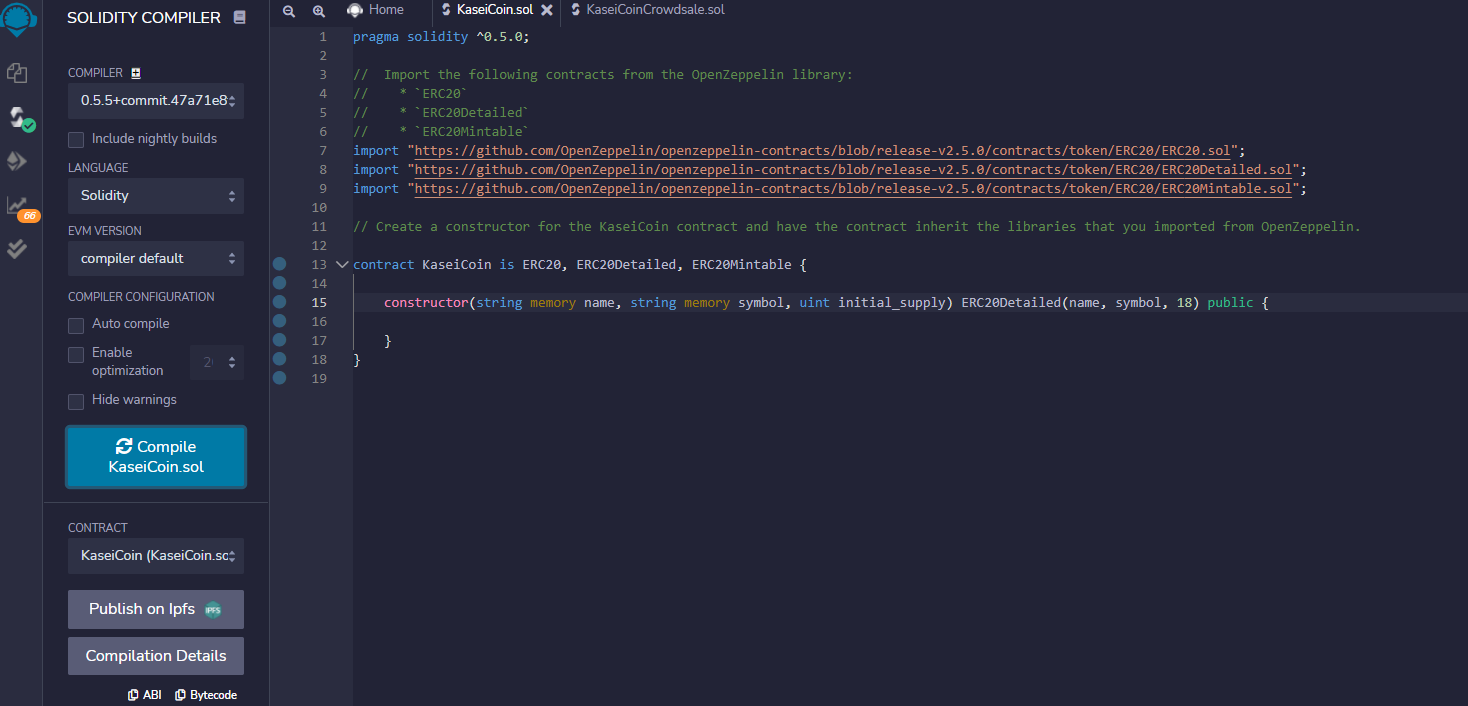 SOLIDITY COMPILER
COMPILER
0.5.5+commit.47a71e8
Include nightly builds
LANGUAGE
Solidity
EVM VERSION
compiler default
COMPILER CONFIGURATION
Auto compile
Enable
optimization
Hide warnings
Compile
KaseiCoin.sol
CONTRACT
KaseiCoin (KaseiCoin.so
Publish on Ipfs
IPFS
Compilation Details
ABI Bytecode
66
Home KaseiCoin.sol KaseiCoinCrowdsale.sol
1 pragma solidity ^0.5.0;
2
3 //  Import the following contracts from the OpenZeppelin library:
4 //    * `ERC20`
5 //    * `ERC20Detailed`
6 //    * `ERC20Mintable`
7 import "https://github.com/OpenZeppelin/openzeppelin-contracts/blob/release-v2.5.0/contracts/token/ERC20/ERC20.sol";
8 import "https://github.com/OpenZeppelin/openzeppelin-contracts/blob/release-v2.5.0/contracts/token/ERC20/ERC20Detailed.sol";
9 import "https://github.com/OpenZeppelin/openzeppelin-contracts/blob/release-v2.5.0/contracts/token/ERC20/ERC20Mintable.sol";
10
11 // Create a constructor for the KaseiCoin contract and have the contract inherit the libraries that you imported from OpenZeppelin.
12
13 contract KaseiCoin is ERC20, ERC20Detailed, ERC20Mintable {
14
15     constructor(string memory name, string memory symbol, uint initial_supply) ERC20Detailed(name, symbol, 18) public {
16
17     }
18 }
19